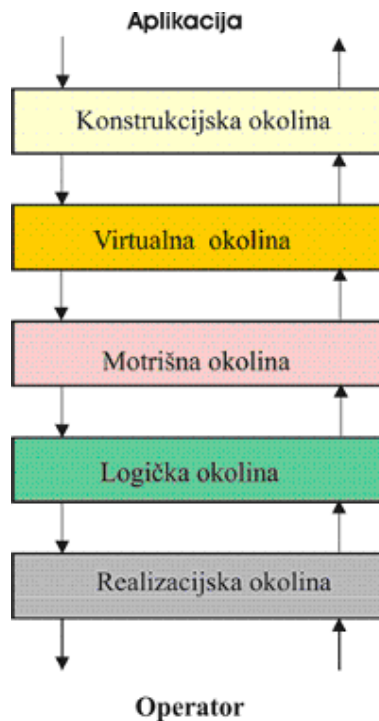 Aplikacija
Konstrukcijska okolina
Virtualna okolina
Motrišna okolina
Logička okolina
Realizacijska okolina
Operator